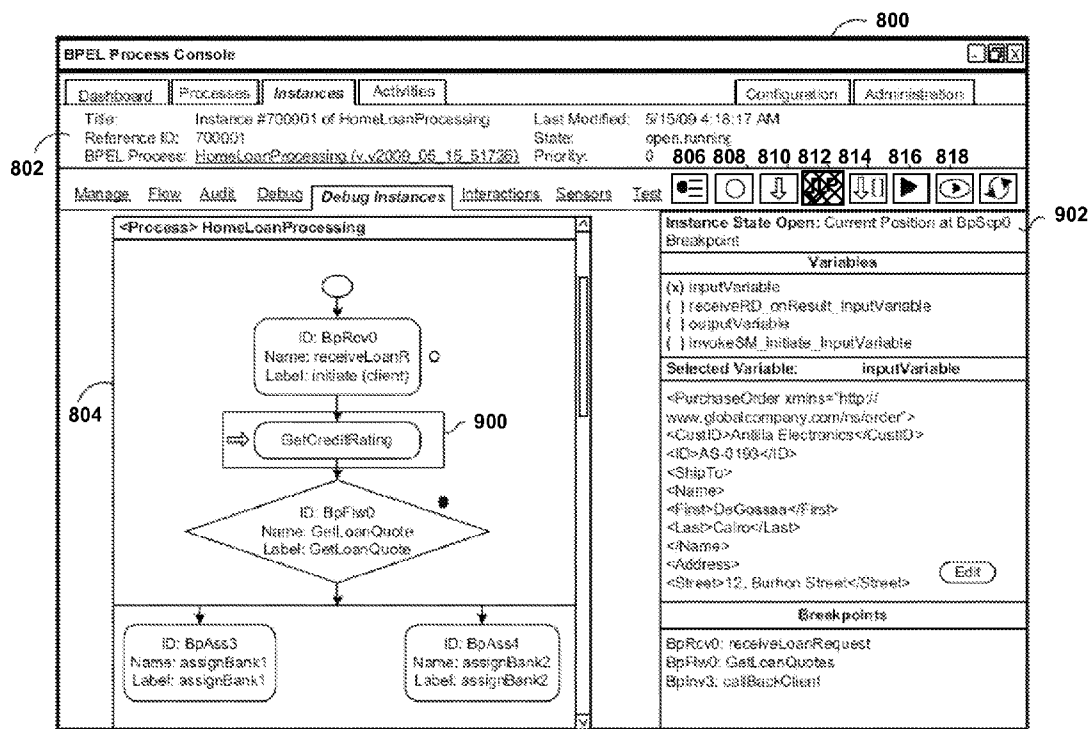 800
BPEL Process Console
Dashboard Processes Instances Activities Configuration Administration
Title: Instance #700001 of HomeLoanProcessing Last Modified: 5/15/09 4:18:17 AM
Reference ID: 700001 State: open.running
BPEL Process: HomeLoanProcessing (v.v2009_05_15_51726) Priority: 0
802
806 808 810 812 814 816 818
Manage Flow Audit Debug Debug Instances Interactions Sensors Test
<Process> HomeLoanProcessing
ID: BpRcv0
Name: receiveLoanR
Label: initiate (client)
804
GetCreditRating
900
ID: BpFlw0
Name: GetLoanQuote
Label: GetLoanQuote
ID: BpAss3
Name: assignBank1
Label: assignBank1
ID: BpAss4
Name: assignBank2
Label: assignBank2
902
Instance State Open: Current Position at BpScp0
Breakpoint
Variables
(x) inputVariable
( ) receiveRD_onResult_InputVariable
( ) outputVariable
( ) invokeSM_Initiate_InputVariable
Selected Variable: inputVariable
<PurchaseOrder xmlns="http://
www.globalcompany.com/ns/order">
<CustID>Antilia Electronics</CustID>
<ID>AS-0193</ID>
<ShipTo>
<Name>
<First>DeGossaa</First>
<Last>Cairo</Last>
</Name>
<Address>
<Street>12, Burhon Street</Street>
Edit
Breakpoints
BpRcv0: receiveLoanRequest
BpFlw0: GetLoanQuotes
BpInv3: callBackClient